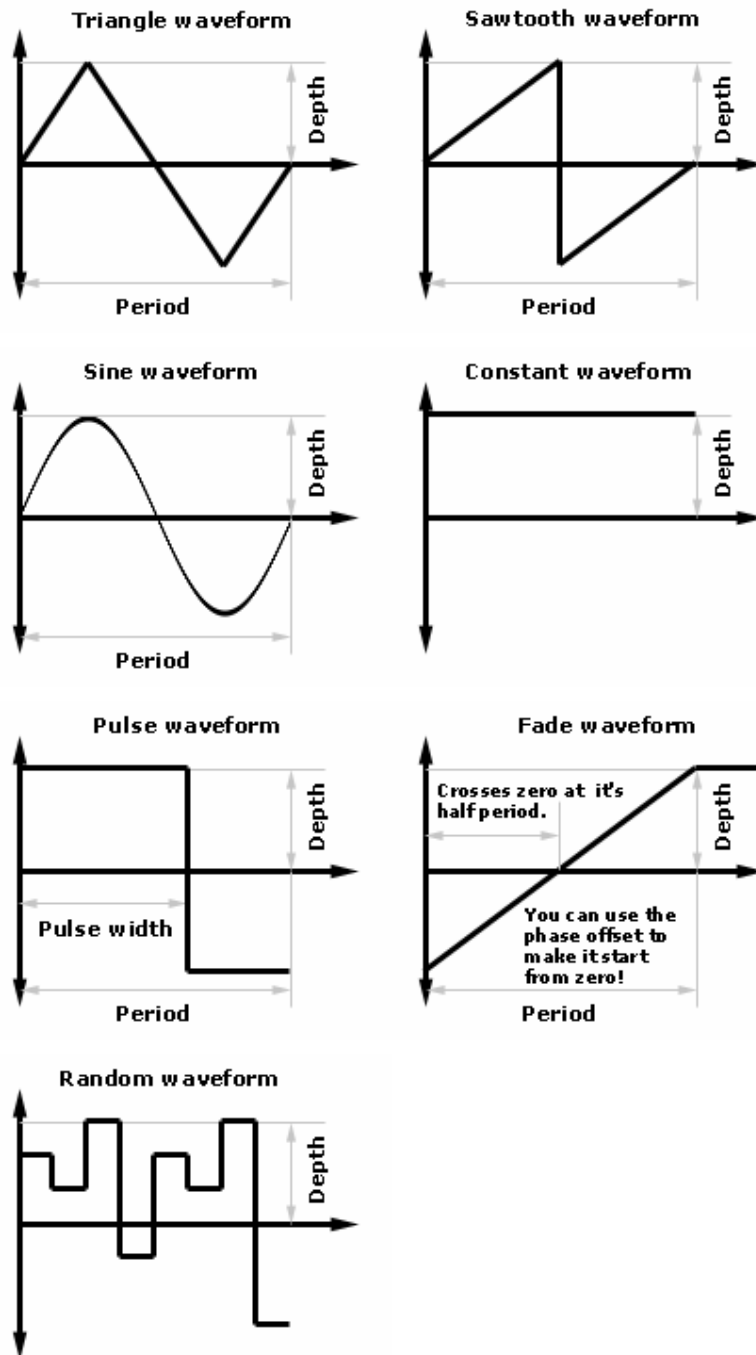 Triangle waveform
Depth
Period
Sawtooth waveform
Depth
Period
Sine waveform
Depth
Period
Constant waveform
Depth
Pulse waveform
Depth
Pulse width
Period
Fade waveform
Crosses zero at it's
half period.
Depth
You can use the
phase offset to
make it start
from zero!
Period
Random waveform
Depth